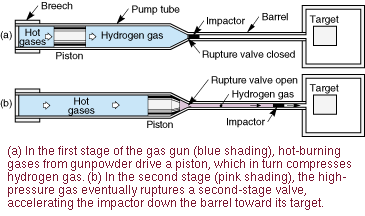 Breech
Pump tube
Impactor
Barrel
Target
(a)
Hot
gases
Hydrogen gas
Piston
Rupture valve closed
Rupture valve open
Hydrogen gas
Target
(b)
Hot
gases
Piston
Impactor
(a) In the first stage of the gas gun (blue shading), hot-burning
gases from gunpowder drive a piston, which in turn compresses
hydrogen gas. (b) In the second stage (pink shading), the high-
pressure gas eventually ruptures a second-stage valve,
accelerating the impactor down the barrel toward its target.